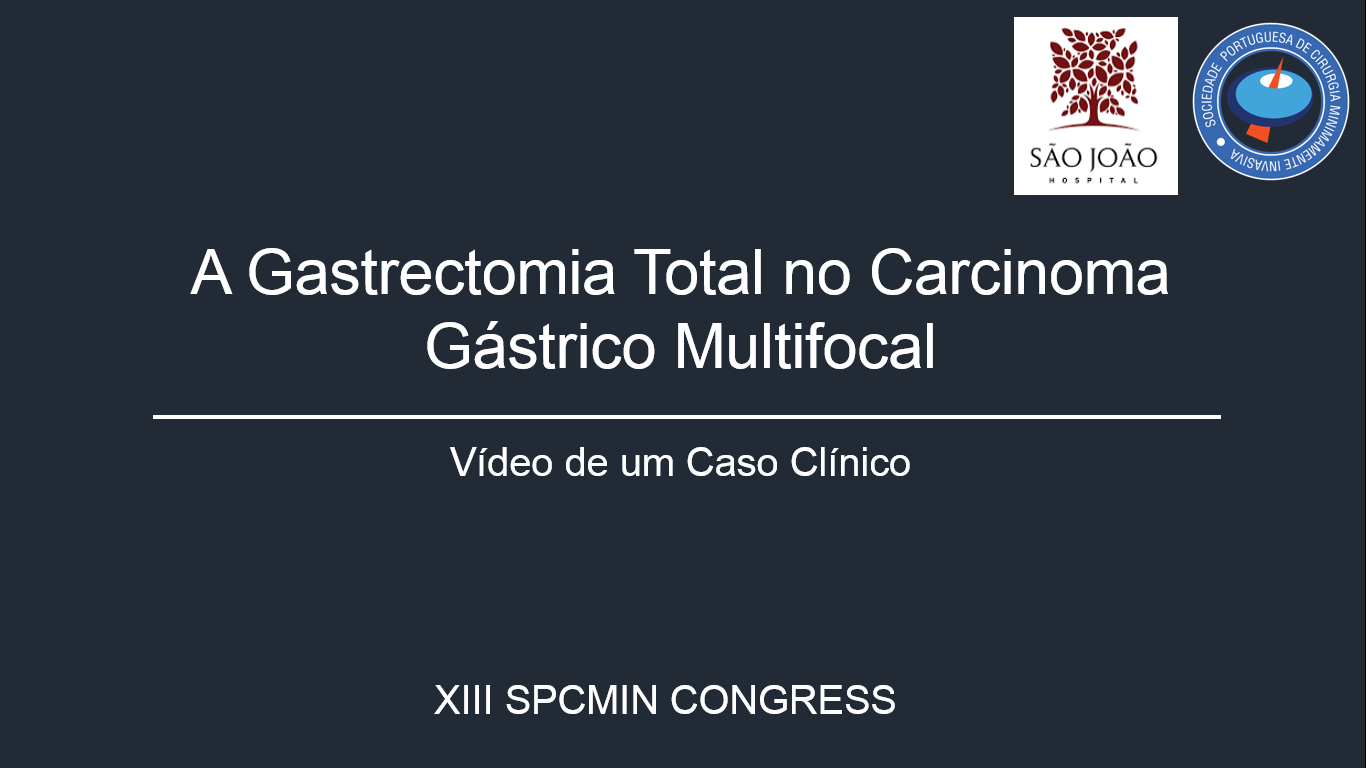 SÃO JOÃO
HOSPITAL
SOCIEDADE PORTUGUESA DE CIRURGIA MINIMAMENTE INVASIVA
A Gastrectomia Total no Carcinoma
Gástrico Multifocal
Vídeo de um Caso Clínico
XIII SPCMIN CONGRESS